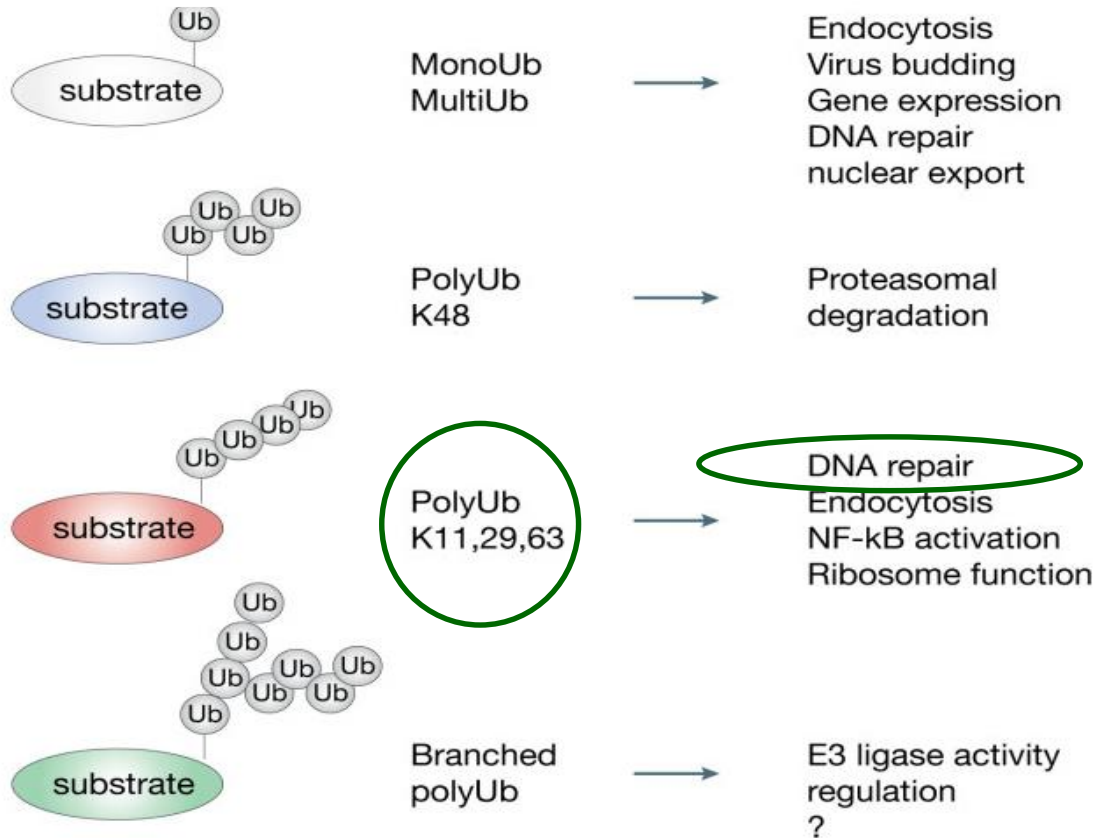 Ub
substrate
MonoUb
MultiUb
Endocytosis
Virus budding
Gene expression
DNA repair
nuclear export
Ub Ub Ub Ub
substrate
PolyUb
K48
Proteasomal
degradation
Ub Ub Ub Ub
substrate
PolyUb
K11,29,63
DNA repair
Endocytosis
NF-kB activation
Ribosome function
Ub
Ub
Ub Ub Ub Ub Ub
Ub
substrate
Branched
polyUb
E3 ligase activity
regulation
?